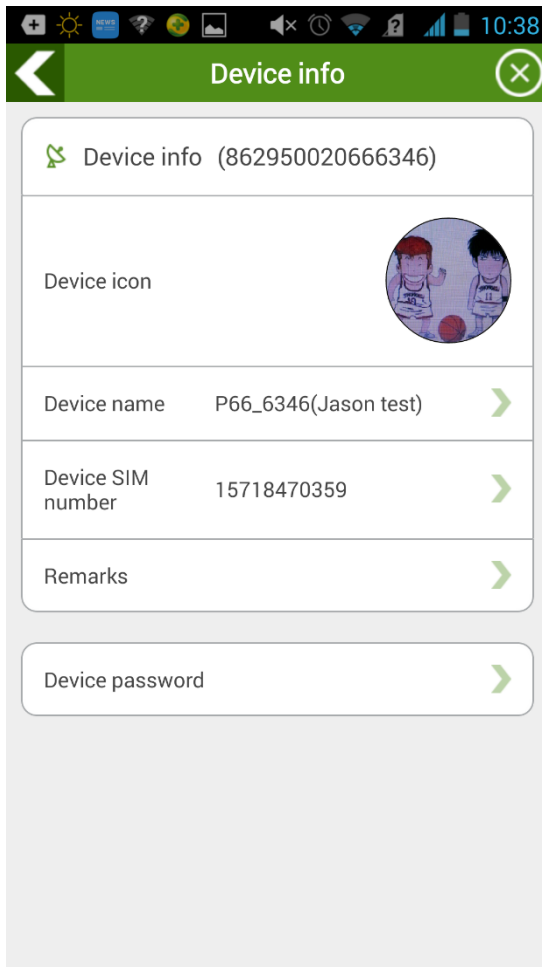 NEWS
10:38
Device info
Device info (862950020666346)
Device icon
Device name P66_6346(Jason test)
Device SIM
number
15718470359
Remarks
Device password